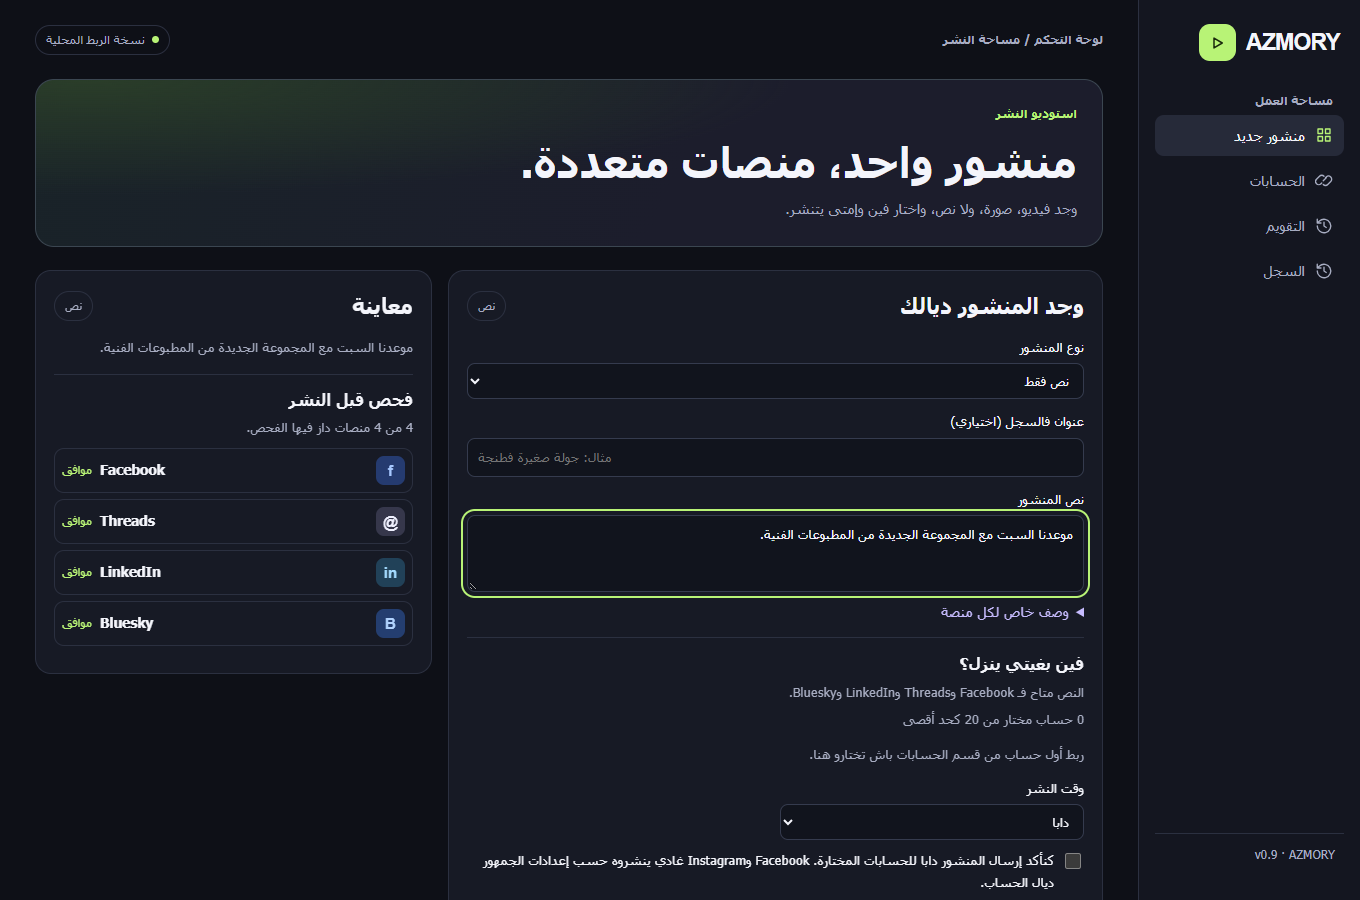 AZMORY
مساحة العمل
منشور جديد
الحسابات
التقويم
السجل
v0.9 · AZMORY
لوحة التحكم / مساحة النشر
نسخة الربط المحلية
استوديو النشر
منشور واحد، منصات متعددة.
وجد فيديو، صورة، ولا نص، واختار فين وإمتى يتنشر.
وجد المنشور ديالك
نص
نوع المنشور
نص فقط
عنوان فالسجل (اختياري)
مثال: جولة صغيرة فطنجة
نص المنشور
موعدنا السبت مع المجموعة الجديدة من المطبوعات الفنية.
وصف خاص لكل منصة
فين بغيتي ينزل؟
النص متاح فـ Facebook وThreads وLinkedIn وBluesky.
0 حساب مختار من 20 كحد أقصى
ربط أول حساب من قسم الحسابات باش تختارو هنا.
وقت النشر
دابا
كنأكد إرسال المنشور دابا للحسابات المختارة. Facebook وInstagram غادي ينشروه حسب إعدادات الجمهور
ديال الحساب.
معاينة
نص
موعدنا السبت مع المجموعة الجديدة من المطبوعات الفنية.
فحص قبل النشر
4 من 4 منصات داز فيها الفحص.
f Facebook موافق
@ Threads موافق
in LinkedIn موافق
B Bluesky موافق